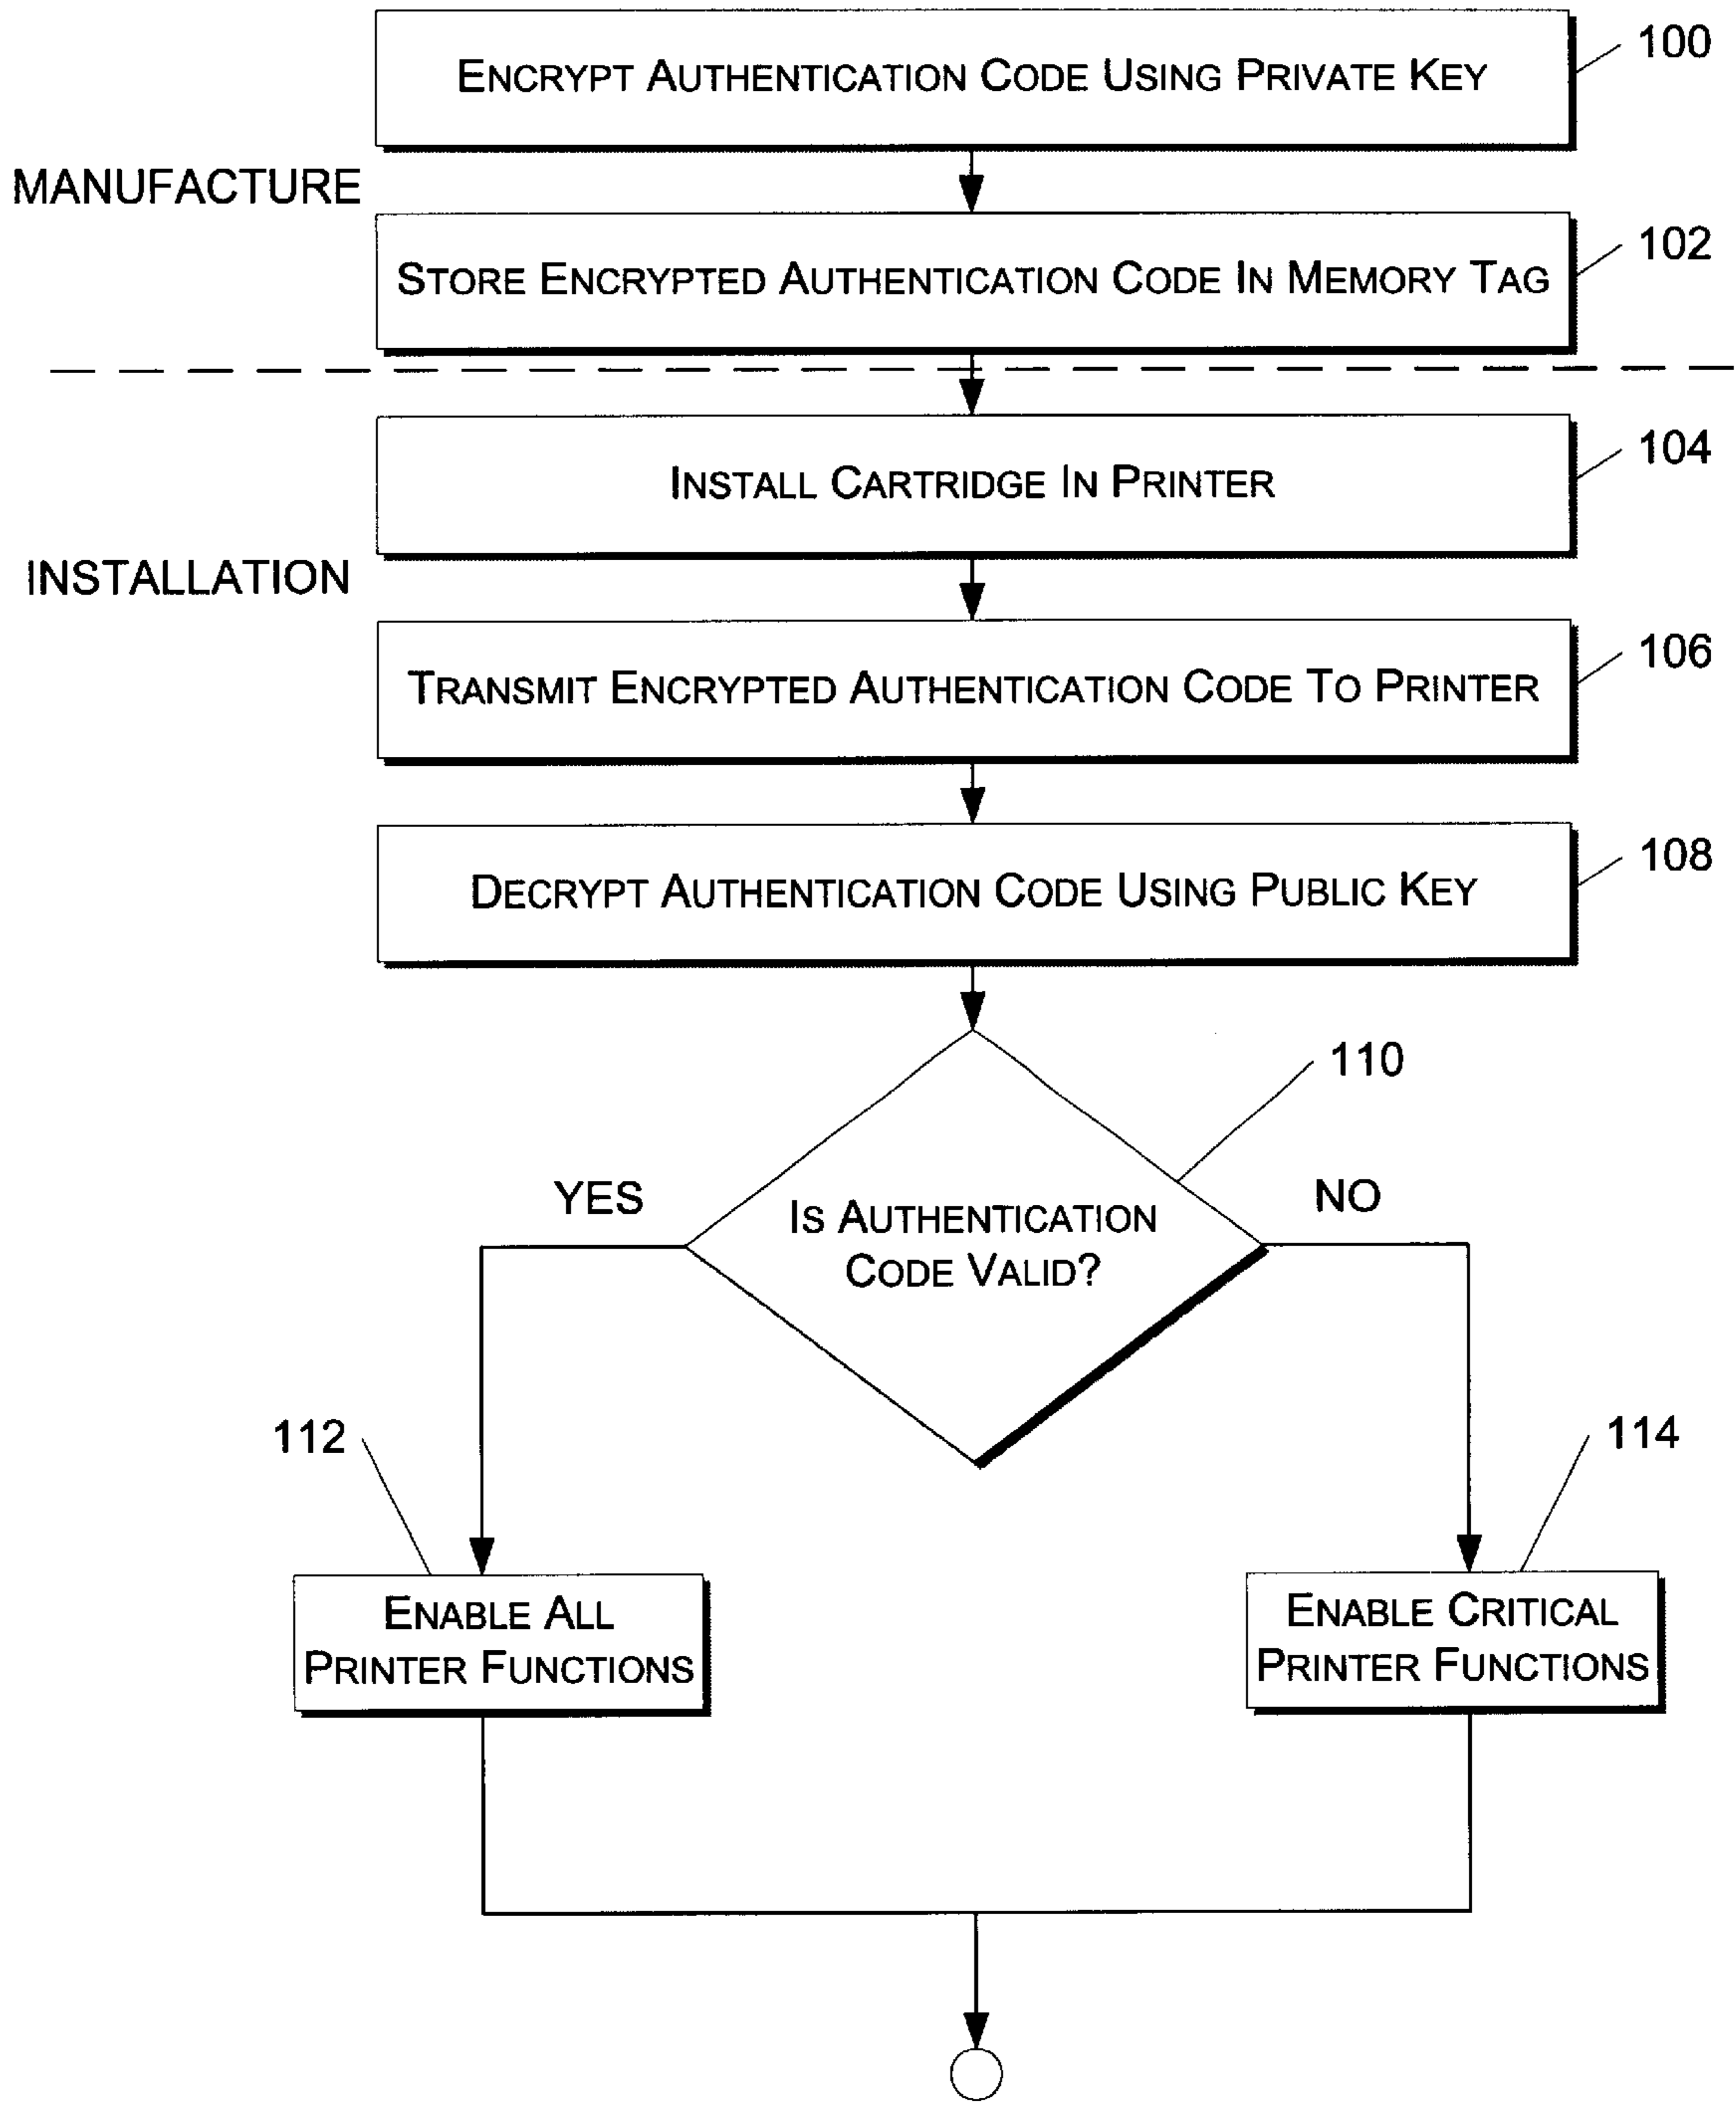 ENCRYPT AUTHENTICATION CODE USING PRIVATE KEY
100
MANUFACTURE
STORE ENCRYPTED AUTHENTICATION CODE IN MEMORY TAG
102
INSTALL CARTRIDGE IN PRINTER
104
INSTALLATION
TRANSMIT ENCRYPTED AUTHENTICATION CODE TO PRINTER
106
DECRYPT AUTHENTICATION CODE USING PUBLIC KEY
108
110
YES
IS AUTHENTICATION
CODE VALID?
NO
112
114
ENABLE ALL
PRINTER FUNCTIONS
ENABLE CRITICAL
PRINTER FUNCTIONS